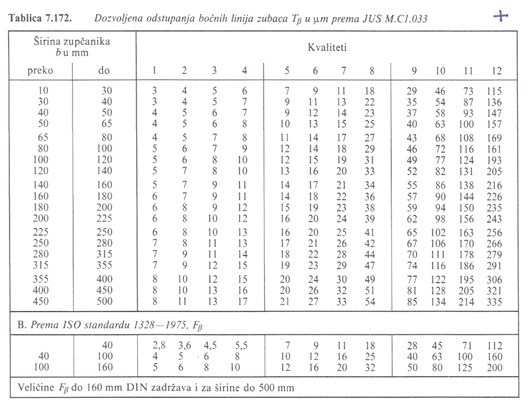 Tablica 7.172. Dozvoljena odstupanja bočnih linija zubaca Tβ u µm prema JUS M.C1.033
Širina zupčanika Kvaliteti
b u mm
preko do 1 2 3 4 5 6 7 8 9 10 11 12
10 30 3 4 5 6 7 9 11 18 29 46 73 115
30 40 3 4 5 7 9 11 13 22 35 54 87 136
40 50 4 5 6 7 9 12 14 23 37 58 93 147
50 65 4 5 6 8 10 13 15 25 40 63 100 157
65 80 4 5 7 8 11 14 17 27 43 68 108 169
80 100 5 6 7 9 12 14 18 29 46 72 116 161
100 120 5 6 8 10 12 15 19 31 49 77 124 193
120 140 5 7 8 10 13 16 20 33 52 82 131 205
140 160 5 7 9 11 14 17 21 34 55 86 138 216
160 180 6 7 9 11 14 18 22 36 57 90 144 226
180 200 6 8 9 12 15 19 23 38 59 94 150 235
200 225 6 8 10 12 16 20 24 39 62 98 156 243
225 250 6 8 10 13 16 20 25 41 65 102 163 256
250 280 7 8 11 13 17 21 26 42 67 106 170 266
280 315 7 9 11 14 18 22 28 44 70 111 178 279
315 355 7 9 12 15 19 23 29 47 74 116 186 291
355 400 8 10 12 15 20 24 30 49 77 122 195 306
400 450 8 10 13 16 20 26 32 51 81 128 205 321
450 500 8 11 13 17 21 27 33 54 85 134 214 335
B. Prema ISO standardu 1328—1975. Fβ
40 2,8 3,6 4,5 5,5 7 9 11 18 28 45 71 112
40 100 4 5 6 8 10 12 16 25 40 63 100 160
100 160 5 6 8 10 12 16 20 32 50 80 125 200
Veličine Fβ do 160 mm DIN zadržava i za širine do 500 mm